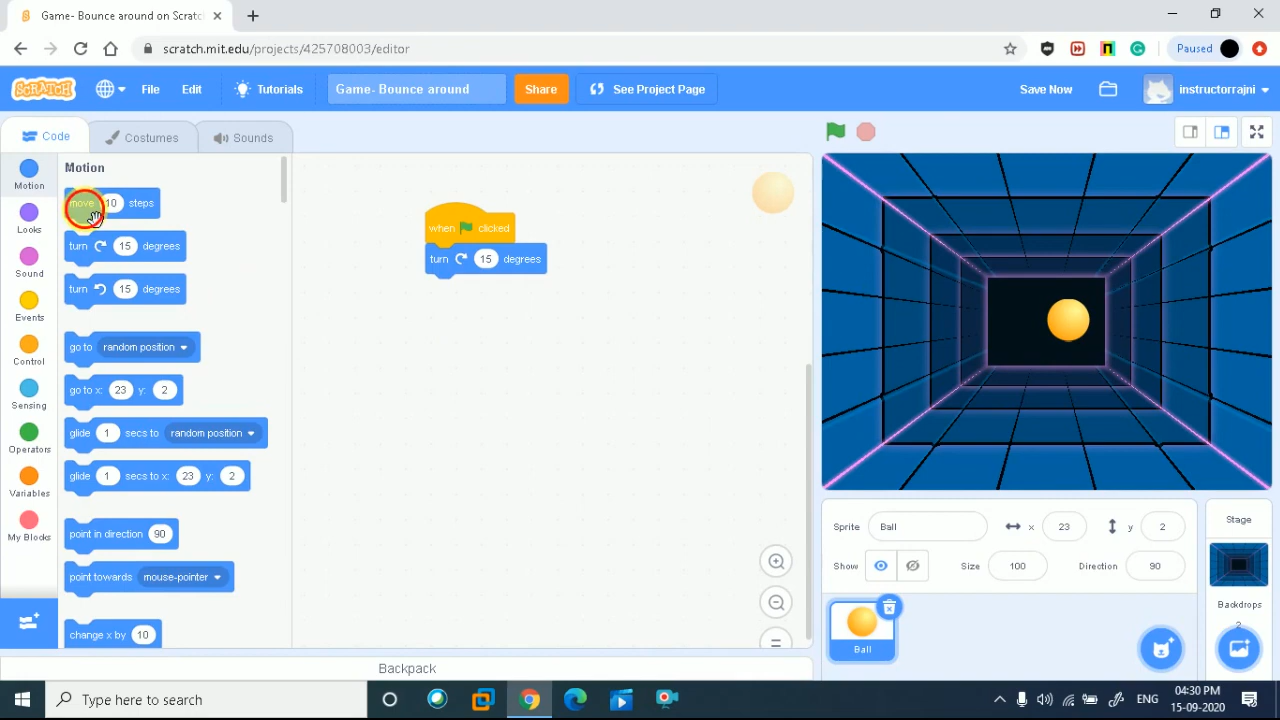 Game- Bounce around on Scratc
scratch.mit.edu/projects/425708003/editor
Paused
SCRATCH
File
Edit
Tutorials
Game- Bounce around
Share
See Project Page
Save Now
instructorrajni
Code
Costumes
Sounds
Motion
Looks
Sound
Events
Control
Sensing
Operators
Variables
My Blocks
Motion
move 10 steps
turn 15 degrees
turn 15 degrees
go to random position
go to x: 23 y: 2
glide 1 secs to random position
glide 1 secs to x: 23 y: 2
point in direction 90
point towards mouse-pointer
change x by 10
when clicked
turn 15 degrees
Backpack
Sprite Ball x 23 y 2
Show Size 100 Direction 90
Ball
Stage
Backdrops
2
Type here to search
ENG
04:30 PM
15-09-2020